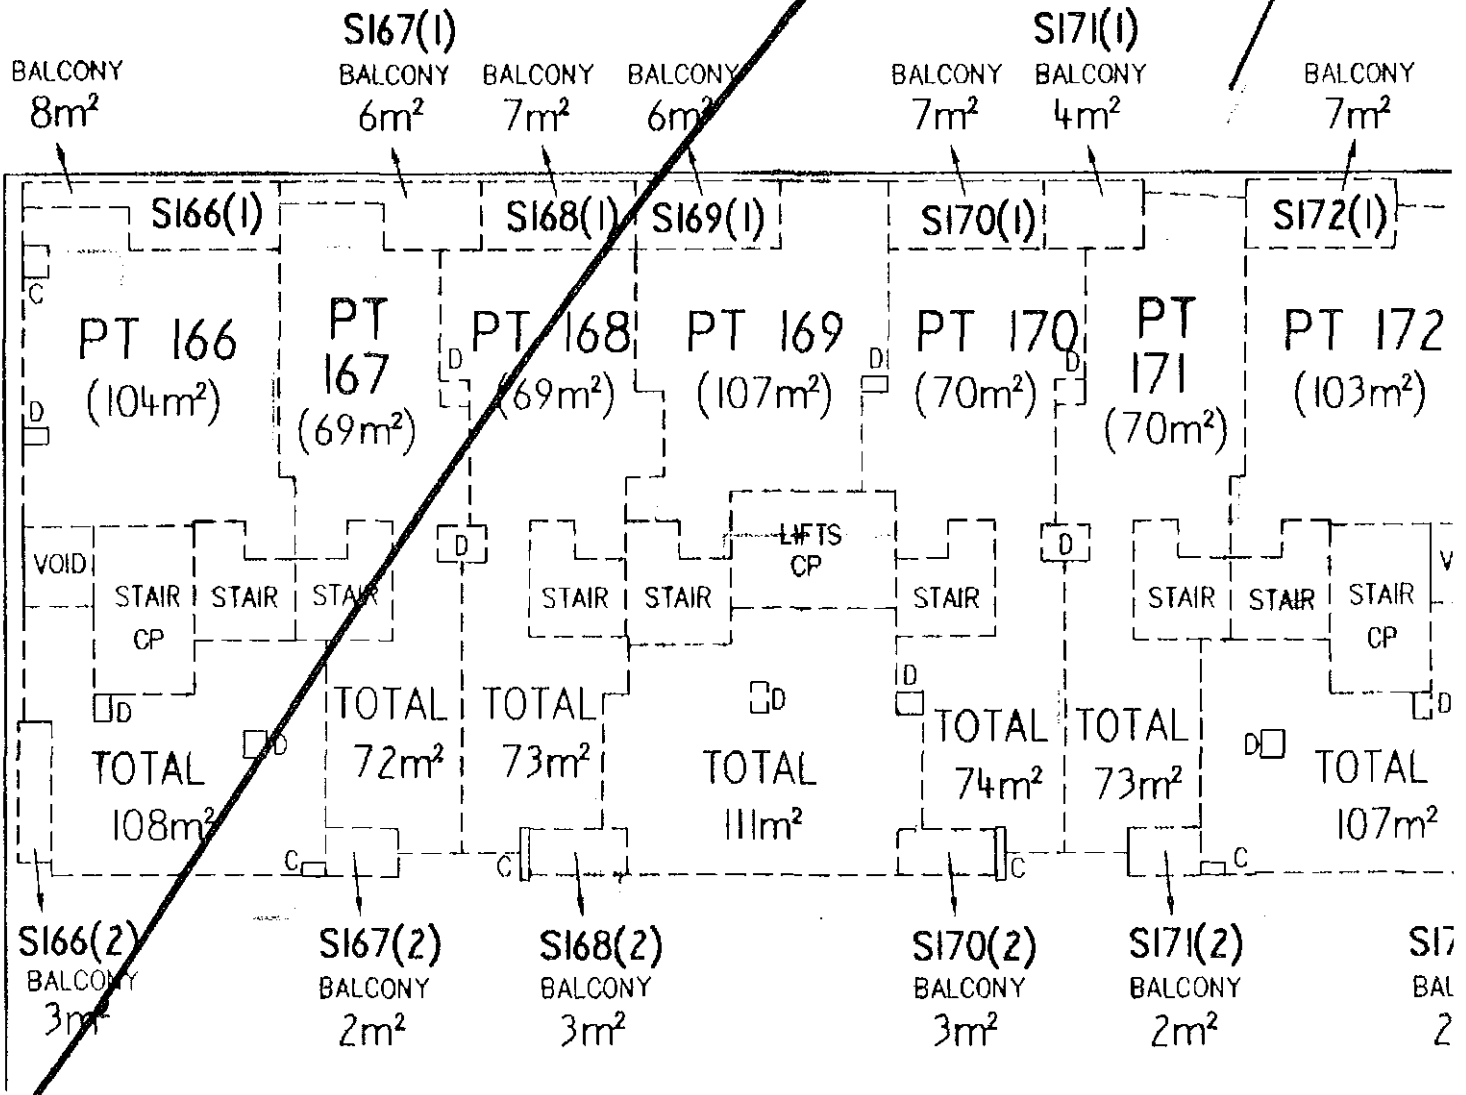 S167(1)
S171(1)
BALCONY BALCONY BALCONY BALCONY BALCONY BALCONY BALCONY
8m² 6m² 7m² 6m² 7m² 4m² 7m²
S166(1) S168(1) S169(1) S170(1) S172(1)
C
PT 166 PT 167 PT 168 PT 169 PT 170 PT 171 PT 172
D D D
(104m²) (69m²) (69m²) (107m²) (70m²) (70m²) (103m²)
D
VOID D LIFTS CP D V
STAIR CP STAIR STAIR STAIR STAIR STAIR STAIR STAIR STAIR CP
D D D D
D D
TOTAL TOTAL TOTAL TOTAL TOTAL TOTAL TOTAL
108m² 72m² 73m² 111m² 74m² 73m² 107m²
C C C C
S166(2) S167(2) S168(2) S170(2) S171(2) S17
BALCONY BALCONY BALCONY BALCONY BALCONY BAL
3m² 2m² 3m² 3m² 2m² 2